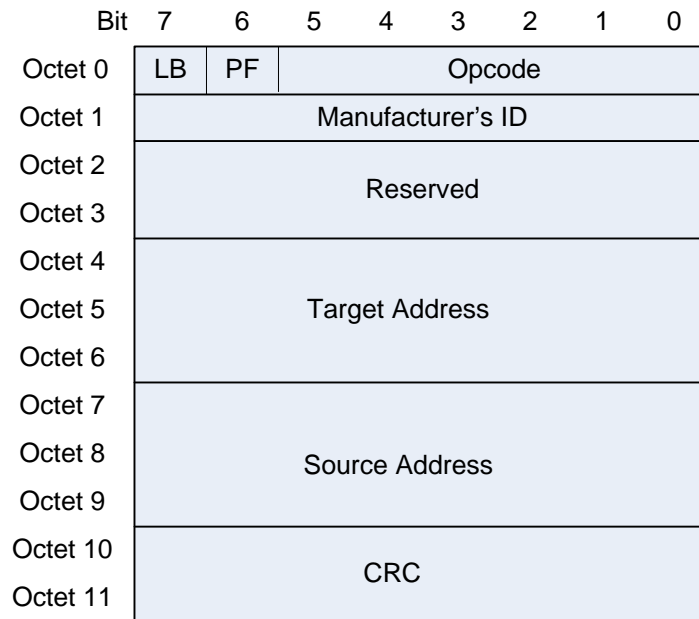 Bit 7 6 5 4 3 2 1 0
Octet 0 LB PF Opcode
Octet 1 Manufacturer's ID
Octet 2
Reserved
Octet 3
Octet 4
Octet 5 Target Address
Octet 6
Octet 7
Octet 8
Source Address
Octet 9
Octet 10
CRC
Octet 11